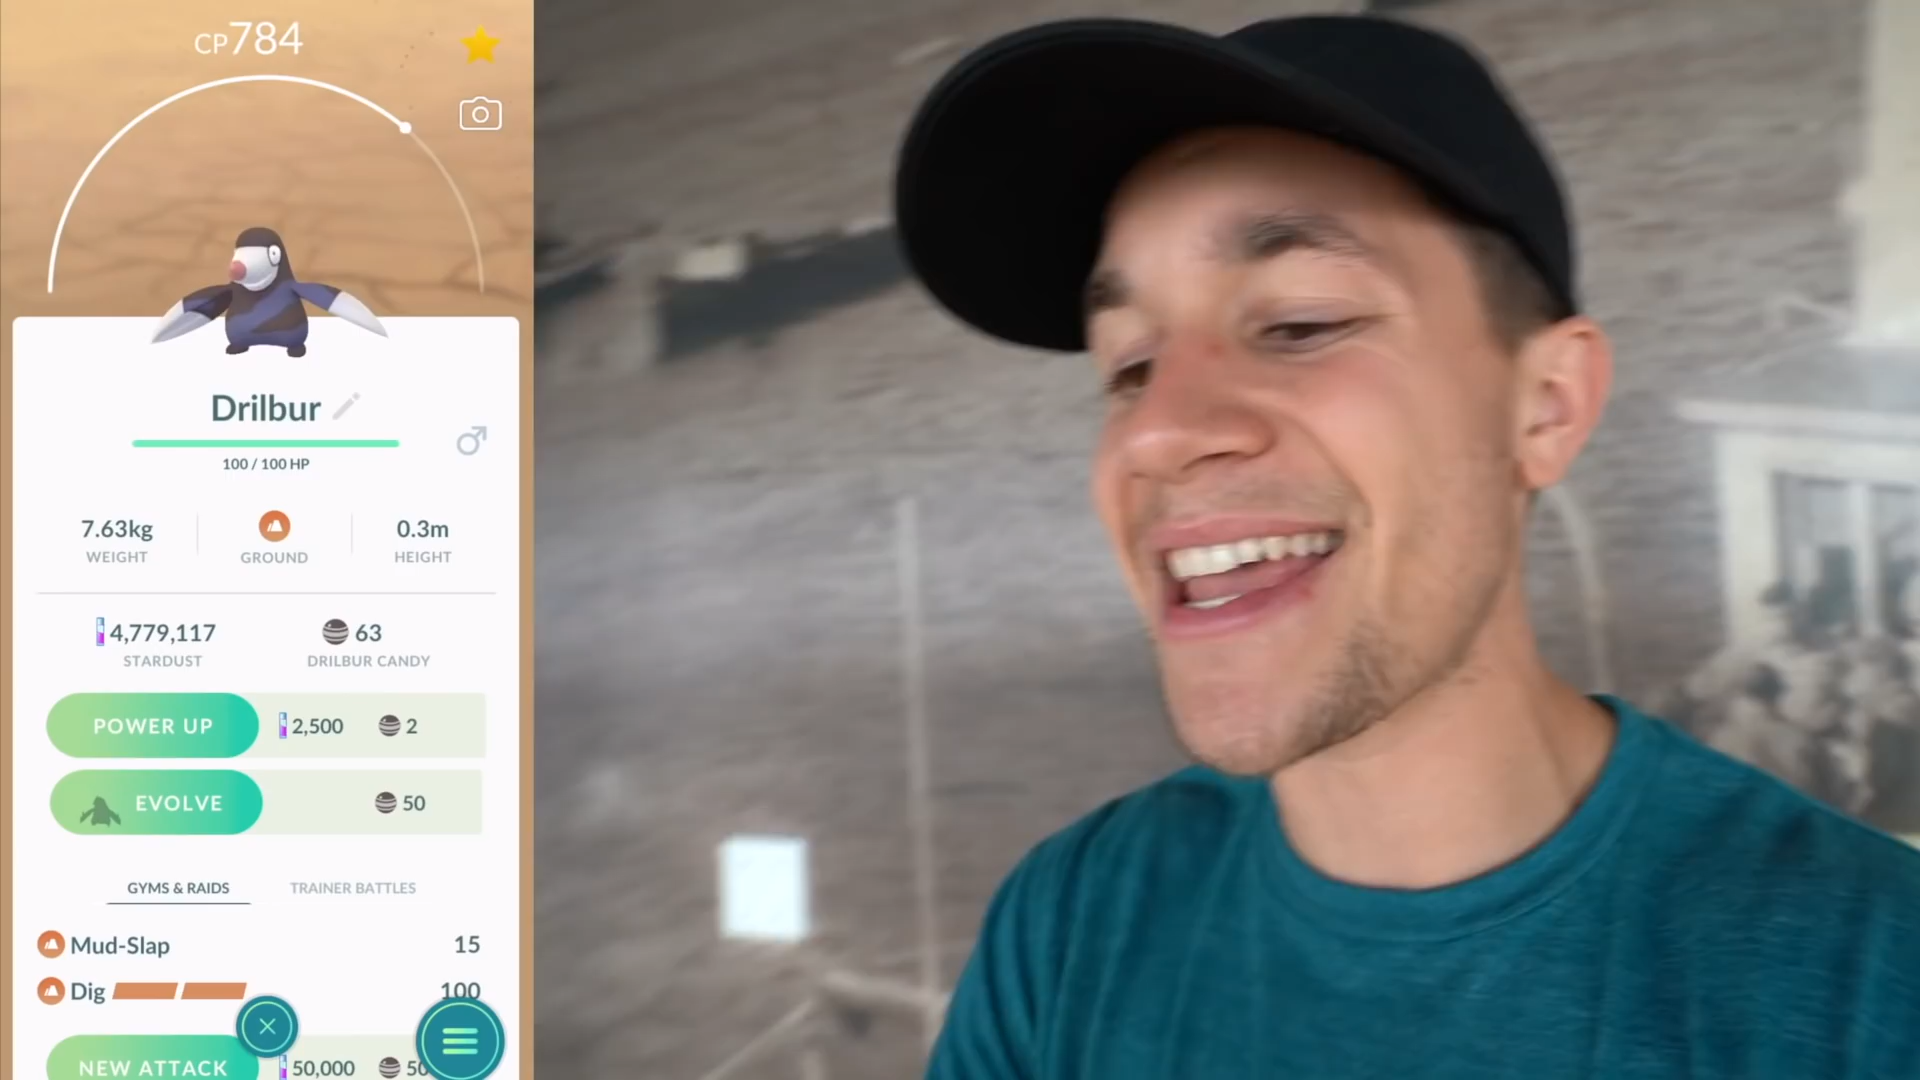 CP784
Drilbur
100 / 100 HP
7.63kg
WEIGHT
GROUND
0.3m
HEIGHT
4,779,117
STARDUST
63
DRILBUR CANDY
POWER UP 2,500 2
EVOLVE 50
GYMS & RAIDS TRAINER BATTLES
Mud-Slap 15
Dig 100
NEW ATTACK 50,000